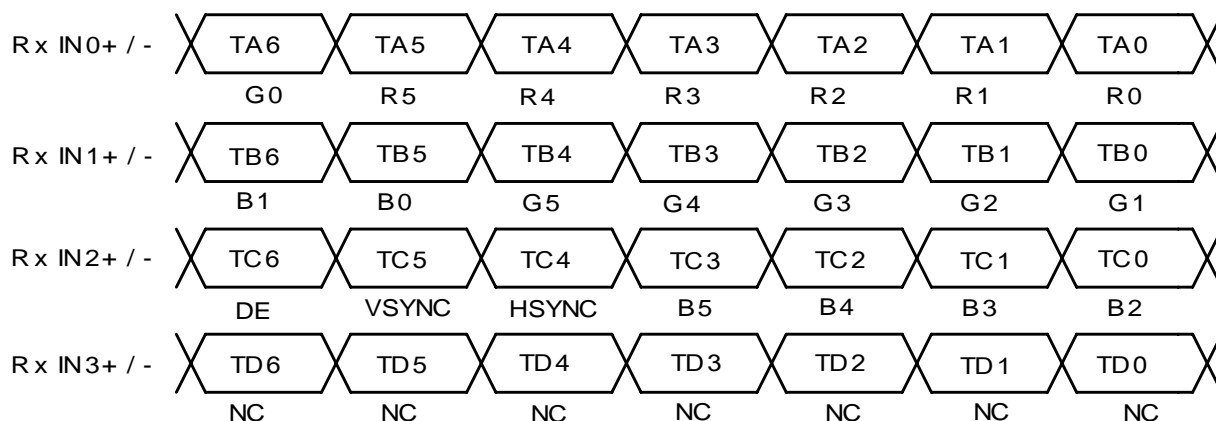 Rx IN0+ / - TA6 TA5 TA4 TA3 TA2 TA1 TA0
G0 R5 R4 R3 R2 R1 R0
Rx IN1+ / - TB6 TB5 TB4 TB3 TB2 TB1 TB0
B1 B0 G5 G4 G3 G2 G1
Rx IN2+ / - TC6 TC5 TC4 TC3 TC2 TC1 TC0
DE VSYNC HSYNC B5 B4 B3 B2
Rx IN3+ / - TD6 TD5 TD4 TD3 TD2 TD1 TD0
NC NC NC NC NC NC NC